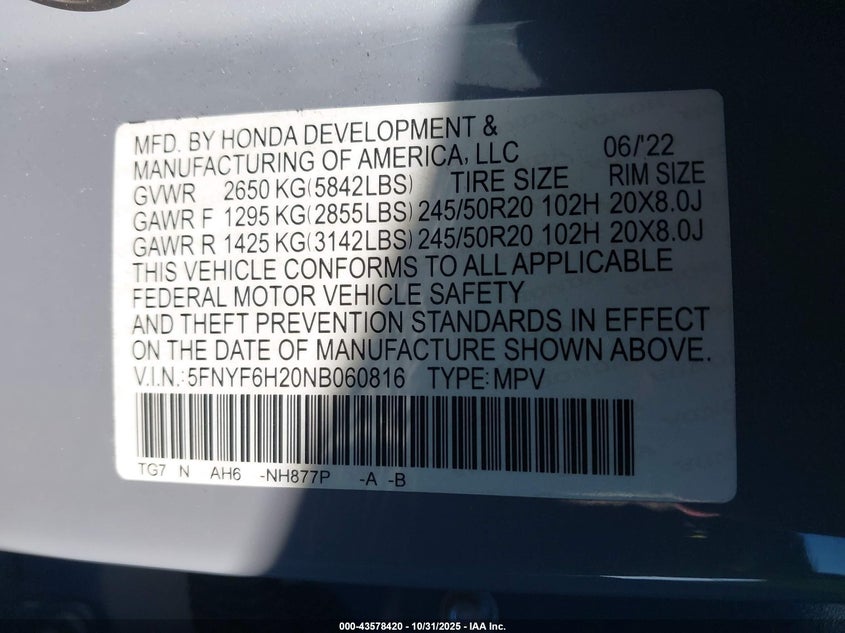 MFD. BY HONDA DEVELOPMENT &
MANUFACTURING OF AMERICA, LLC 06/'22
GVWR 2650 KG(5842LBS) TIRE SIZE RIM SIZE
GAWR F 1295 KG(2855LBS) 245/50R20 102H 20X8.0J
GAWR R 1425 KG(3142LBS) 245/50R20 102H 20X8.0J
THIS VEHICLE CONFORMS TO ALL APPLICABLE
FEDERAL MOTOR VEHICLE SAFETY
AND THEFT PREVENTION STANDARDS IN EFFECT
ON THE DATE OF MANUFACTURE SHOWN ABOVE.
V.I.N.:5FNYF6H20NB060816 TYPE:MPV
TG7 N AH6 -NH877P -A -B
000-43578420 - 10/31/2025 - IAA Inc.